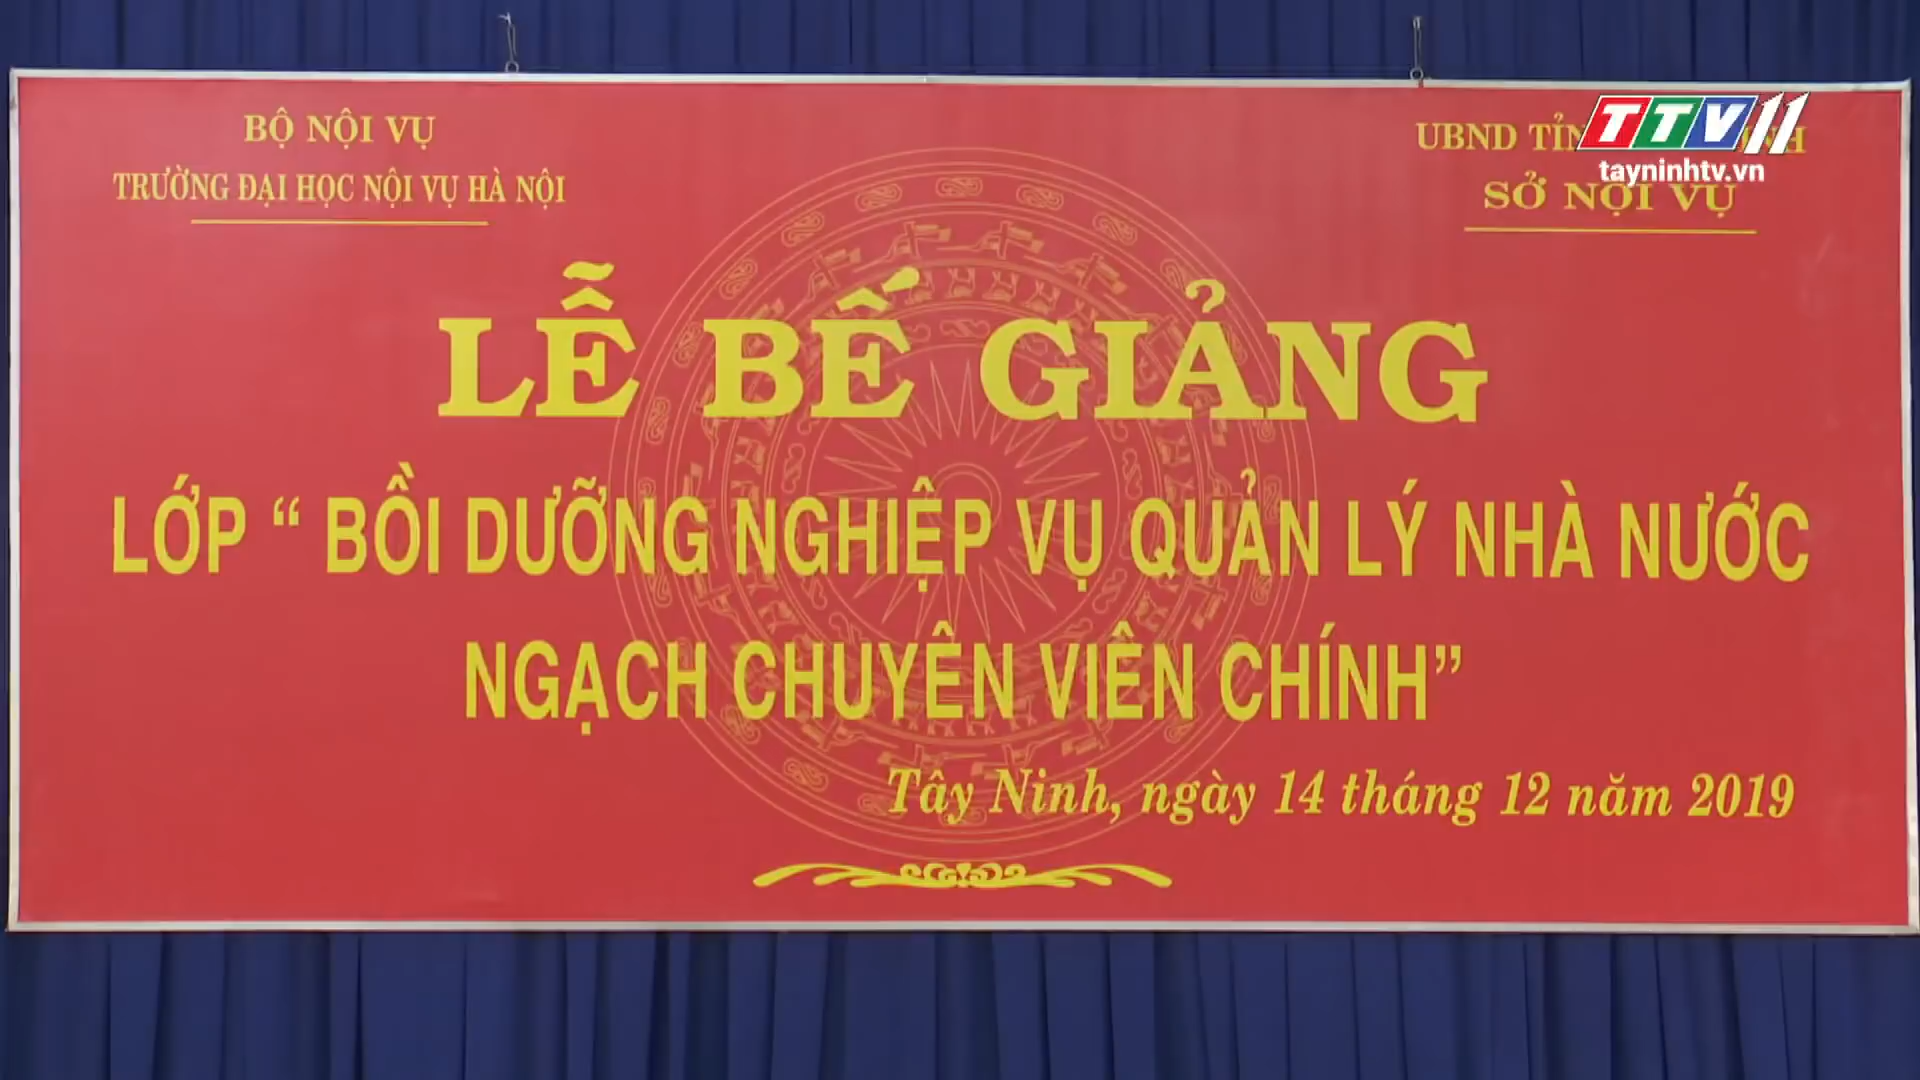 BỘ NỘI VỤ
TRƯỜNG ĐẠI HỌC NỘI VỤ HÀ NỘI
UBND
TTV11
tayninhtv.vn
SỞ NỘI VỤ
LỄ BẾ GIẢNG
LỚP “ BỒI DƯỠNG NGHIỆP VỤ QUẢN LÝ NHÀ NƯỚC
NGẠCH CHUYÊN VIÊN CHÍNH”
Tây Ninh, ngày 14 tháng 12 năm 2019